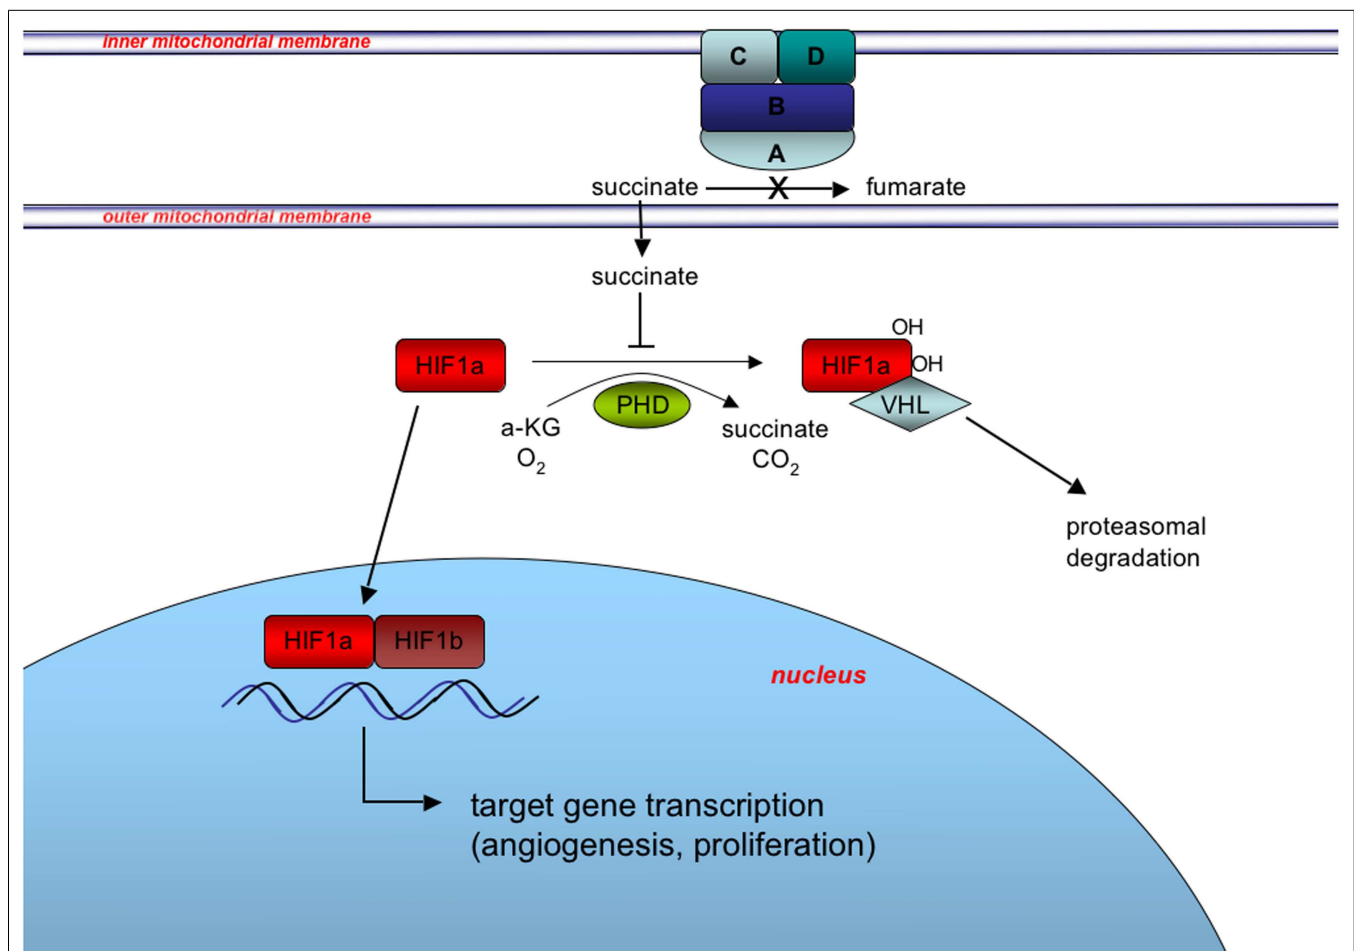 inner mitochondrial membrane
C
D
B
A
succinate
X
fumarate
outer mitochondrial membrane
succinate
OH
HIF1a
HIF1a
OH
PHD
VHL
a-KG
O2
succinate
CO2
proteasomal
degradation
HIF1a
HIF1b
nucleus
target gene transcription
(angiogenesis, proliferation)